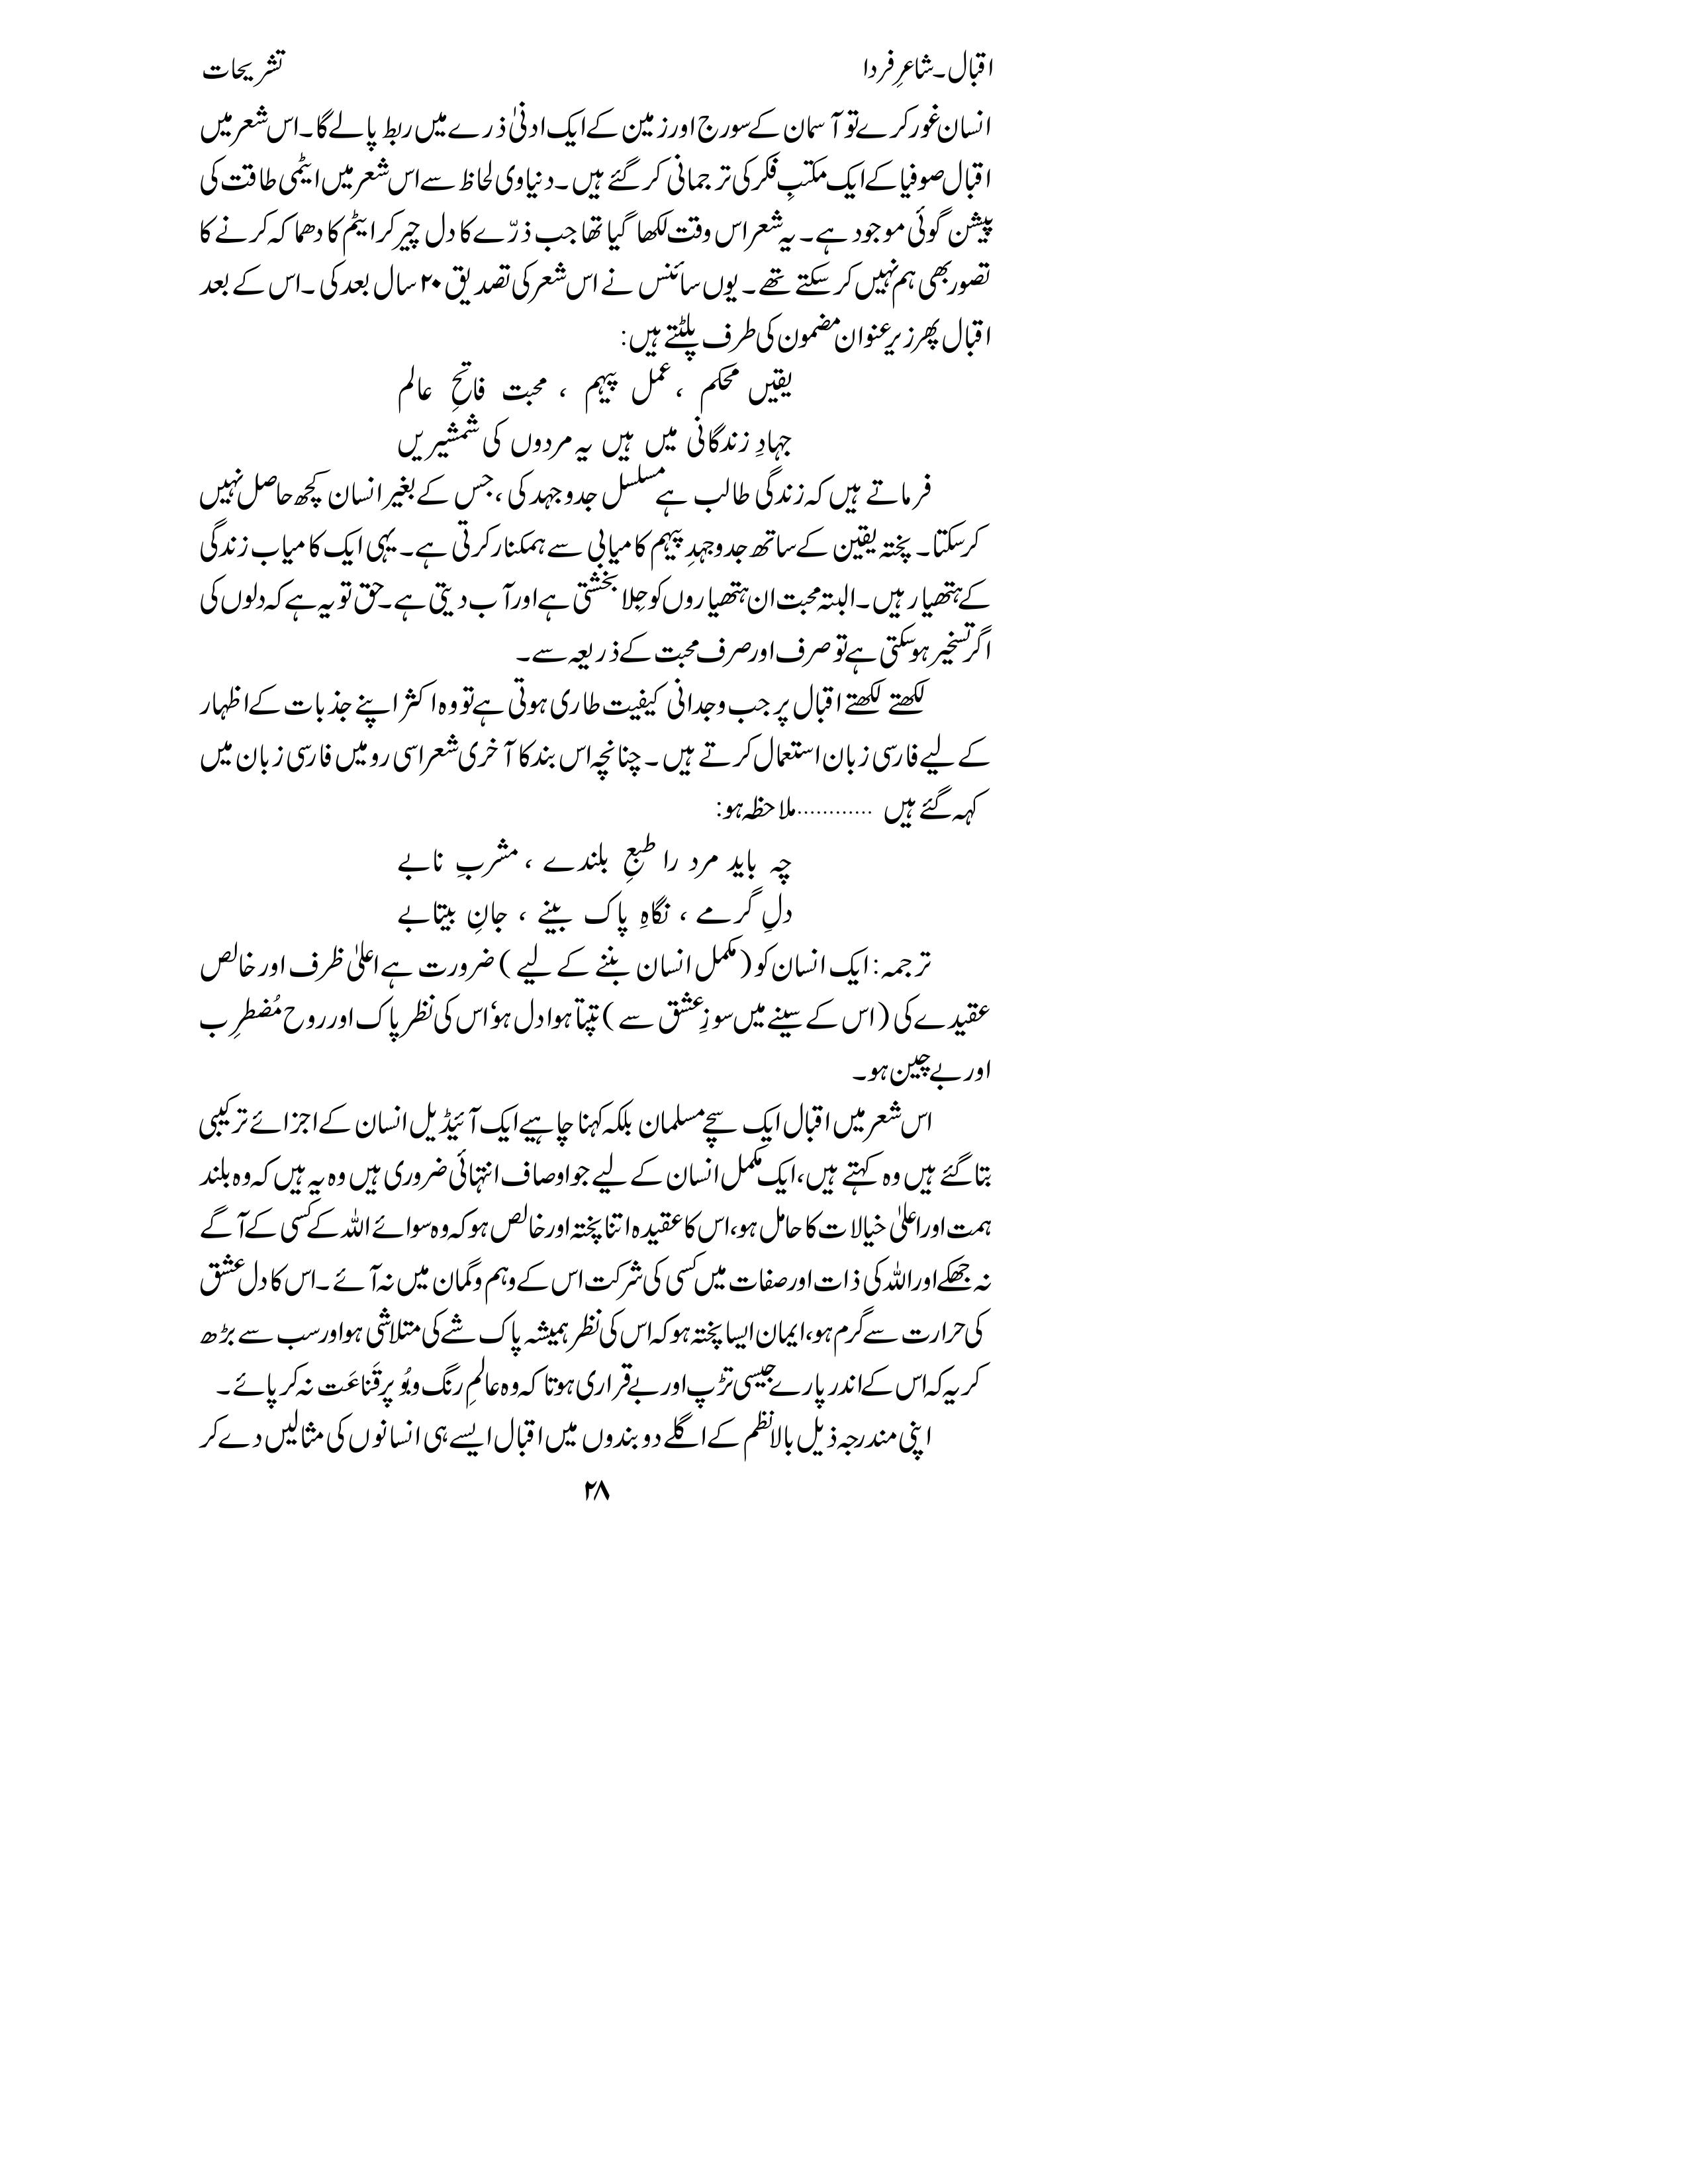 اقبال۔شاعرِ فردا
تشریحات
انسان غور کرے تو آسمان کے سورج اور زمین کے ایک ادنیٰ ذرے میں ربط پالے گا۔اس شعر میں
اقبال صوفیا کے ایک مکتبِ فکر کی ترجمانی کر گئے ہیں۔دنیاوی لحاظ سے اس شعر میں ایٹمی طاقت کی
پیشن گوئی موجود ہے۔ یہ شعر اس وقت لکھا گیا تھا جب ذرّے کا دل چیر کر ایٹم کا دھماکہ کرنے کا
تصور بھی ہم نہیں کر سکتے تھے۔ یوں سائنس نے اس شعر کی تصدیق ۲۰ سال بعد کی ۔اس کے بعد
اقبال پھر زیرِ عنوان مضمون کی طرف پلٹتے ہیں:
یقیں محکم ، عمل پیہم ، محبت فاتحِ عالم
جہادِ زندگانی میں ہیں یہ مردوں کی شمشیریں
فرماتے ہیں کہ زندگی طالب ہے مسلسل جدوجہد کی ،جس کے بغیر انسان کچھ حاصل نہیں
کرسکتا۔ پختہ یقین کے ساتھ جدوجہدِ پیہم کامیابی سے ہمکنار کرتی ہے۔ یہی ایک کامیاب زندگی
کے ہتھیار ہیں۔البتہ محبت ان ہتھیاروں کو جِلا بخشتی ہے اور آب دیتی ہے۔حق تو یہ ہے کہ دلوں کی
اگر تسخیر ہوسکتی ہے تو صرف اور صرف محبت کے ذریعہ سے۔
لکھتے لکھتے اقبال پر جب وجدانی کیفیت طاری ہوتی ہے تو وہ اکثر اپنے جذبات کے اظہار
کے لیے فارسی زبان استعمال کرتے ہیں۔ چنانچہ اس بند کا آخری شعر اسی رو میں فارسی زبان میں
کہہ گئے ہیں ............ملاحظہ ہو:
چہ باید مرد را طبعِ بلندے ، مشربِ نابے
دلِ گرمے ، نگاہِ پاک بینے ، جانِ بیتابے
ترجمہ: ایک انسان کو (مکمل انسان بننے کے لیے ) ضرورت ہے اعلیٰ ظرف اور خالص
عقیدے کی (اس کے سینے میں سوزِ عشق سے ) تپتا ہوا دل ہو'اس کی نظر پاک اور روح مُضطرِب
اور بے چین ہو۔
اس شعر میں اقبال ایک سچے مسلمان بلکہ کہنا چاہیے ایک آئیڈیل انسان کے اجزائے ترکیبی
بتا گئے ہیں وہ کہتے ہیں،ایک مکمل انسان کے لیے جو اوصاف انتہائی ضروری ہیں وہ یہ ہیں کہ وہ بلند
ہمت اور اعلیٰ خیالات کا حامل ہو،اس کا عقیدہ اتنا پختہ اور خالص ہو کہ وہ سوائے اللہ کے کسی کے آگے
نہ جھکے اور اللہ کی ذات اور صفات میں کسی کی شرکت اس کے وہم وگمان میں نہ آئے ۔اس کا دل عشق
کی حرارت سے گرم ہو،ایمان ایسا پختہ ہو کہ اس کی نظر ہمیشہ پاک شے کی متلاشی ہو اور سب سے بڑھ
کر یہ کہ اس کے اندر پارے جیسی تڑپ اور بے قراری ہو تا کہ وہ عالمِ رنگ و بُو پر قَناعَت نہ کر پائے۔
اپنی مندرجہ ذیل بالا نظم کے اگلے دو بندوں میں اقبال ایسے ہی انسانوں کی مثالیں دے کر
۲۸